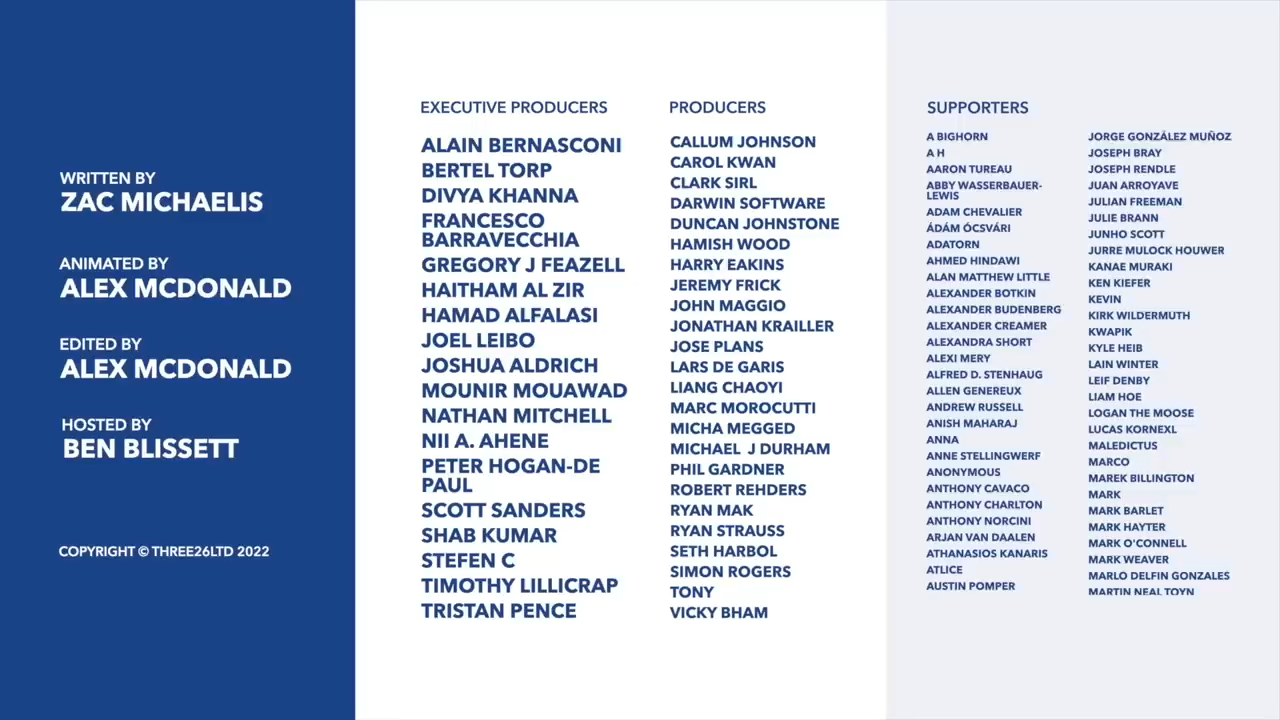 WRITTEN BY
ZAC MICHAELIS
ANIMATED BY
ALEX MCDONALD
EDITED BY
ALEX MCDONALD
HOSTED BY
BEN BLISSETT
COPYRIGHT © THREE26LTD 2022
EXECUTIVE PRODUCERS
ALAIN BERNASCONI
BERTEL TORP
DIVYA KHANNA
FRANCESCO
BARRAVECCHIA
GREGORY J FEAZELL
HAITHAM AL ZIR
HAMAD ALFALASI
JOEL LEIBO
JOSHUA ALDRICH
MOUNIR MOUAWAD
NATHAN MITCHELL
NII A. AHENE
PETER HOGAN-DE
PAUL
SCOTT SANDERS
SHAB KUMAR
STEFEN C
TIMOTHY LILLICRAP
TRISTAN PENCE
PRODUCERS
CALLUM JOHNSON
CAROL KWAN
CLARK SIRL
DARWIN SOFTWARE
DUNCAN JOHNSTONE
HAMISH WOOD
HARRY EAKINS
JEREMY FRICK
JOHN MAGGIO
JONATHAN KRAILLER
JOSE PLANS
LARS DE GARIS
LIANG CHAOYI
MARC MOROCUTTI
MICHA MEGGED
MICHAEL J DURHAM
PHIL GARDNER
ROBERT REHDERS
RYAN MAK
RYAN STRAUSS
SETH HARBOL
SIMON ROGERS
TONY
VICKY BHAM
SUPPORTERS
A BIGHORN
A H
AARON TUREAU
ABBY WASSERBAUER-
LEWIS
ADAM CHEVALIER
ÁDÁM ÓCSVÁRI
ADATORN
AHMED HINDAWI
ALAN MATTHEW LITTLE
ALEXANDER BOTKIN
ALEXANDER BUDENBERG
ALEXANDER CREAMER
ALEXANDRA SHORT
ALEXI MERY
ALFRED D. STENHAUG
ALLEN GENEREUX
ANDREW RUSSELL
ANISH MAHARAJ
ANNA
ANNE STELLINGWERF
ANONYMOUS
ANTHONY CAVACO
ANTHONY CHARLTON
ANTHONY NORCINI
ARJAN VAN DAALEN
ATHANASIOS KANARIS
ATLICE
AUSTIN POMPER
JORGE GONZÁLEZ MUÑOZ
JOSEPH BRAY
JOSEPH RENDLE
JUAN ARROYAVE
JULIAN FREEMAN
JULIE BRANN
JUNHO SCOTT
JURRE MULOCK HOUWER
KANAE MURAKI
KEN KIEFER
KEVIN
KIRK WILDERMUTH
KWAPIK
KYLE HEIB
LAIN WINTER
LEIF DENBY
LIAM HOE
LOGAN THE MOOSE
LUCAS KORNEXL
MALEDICTUS
MARCO
MAREK BILLINGTON
MARK
MARK BARLET
MARK HAYTER
MARK O'CONNELL
MARK WEAVER
MARLO DELFIN GONZALES
MARTIN NEAL TOYN